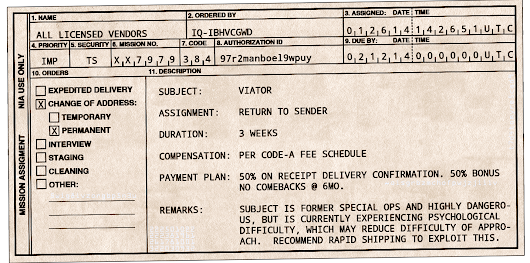 1. NAME
ALL LICENSED VENDORS
2. ORDERED BY
IQ-IBHVCGWD
3. ASSIGNED: DATE TIME
0 1 2 6 1 4 1 4 2 6 5 1 U T C
4. PRIORITY
IMP
5. SECURITY
TS
6. MISSION NO.
X X 7 9 7 9
7. CODE
3 8 4
8. AUTHORIZATION ID
97r2manboel9wpuy
9. DUE BY: DATE TIME
0 2 1 2 1 4 0 0 0 0 0 0 U T C
MISSION ASSIGMENT
NIA USE ONLY
10. ORDERS
EXPEDITED DELIVERY
X CHANGE OF ADDRESS:
TEMPORARY
X PERMANENT
INTERVIEW
STAGING
CLEANING
OTHER:
11. DESCRIPTION
SUBJECT: VIATOR
ASSIGNMENT: RETURN TO SENDER
DURATION: 3 WEEKS
COMPENSATION: PER CODE-A FEE SCHEDULE
PAYMENT PLAN: 50% ON RECEIPT DELIVERY CONFIRMATION. 50% BONUS
NO COMEBACKS @ 6MO.
REMARKS: SUBJECT IS FORMER SPECIAL OPS AND HIGHLY DANGERO-
US, BUT IS CURRENTLY EXPERIENCING PSYCHOLOGICAL
DIFFICULTY, WHICH MAY REDUCE DIFFICULTY OF APPRO-
ACH. RECOMMEND RAPID SHIPPING TO EXPLOIT THIS.